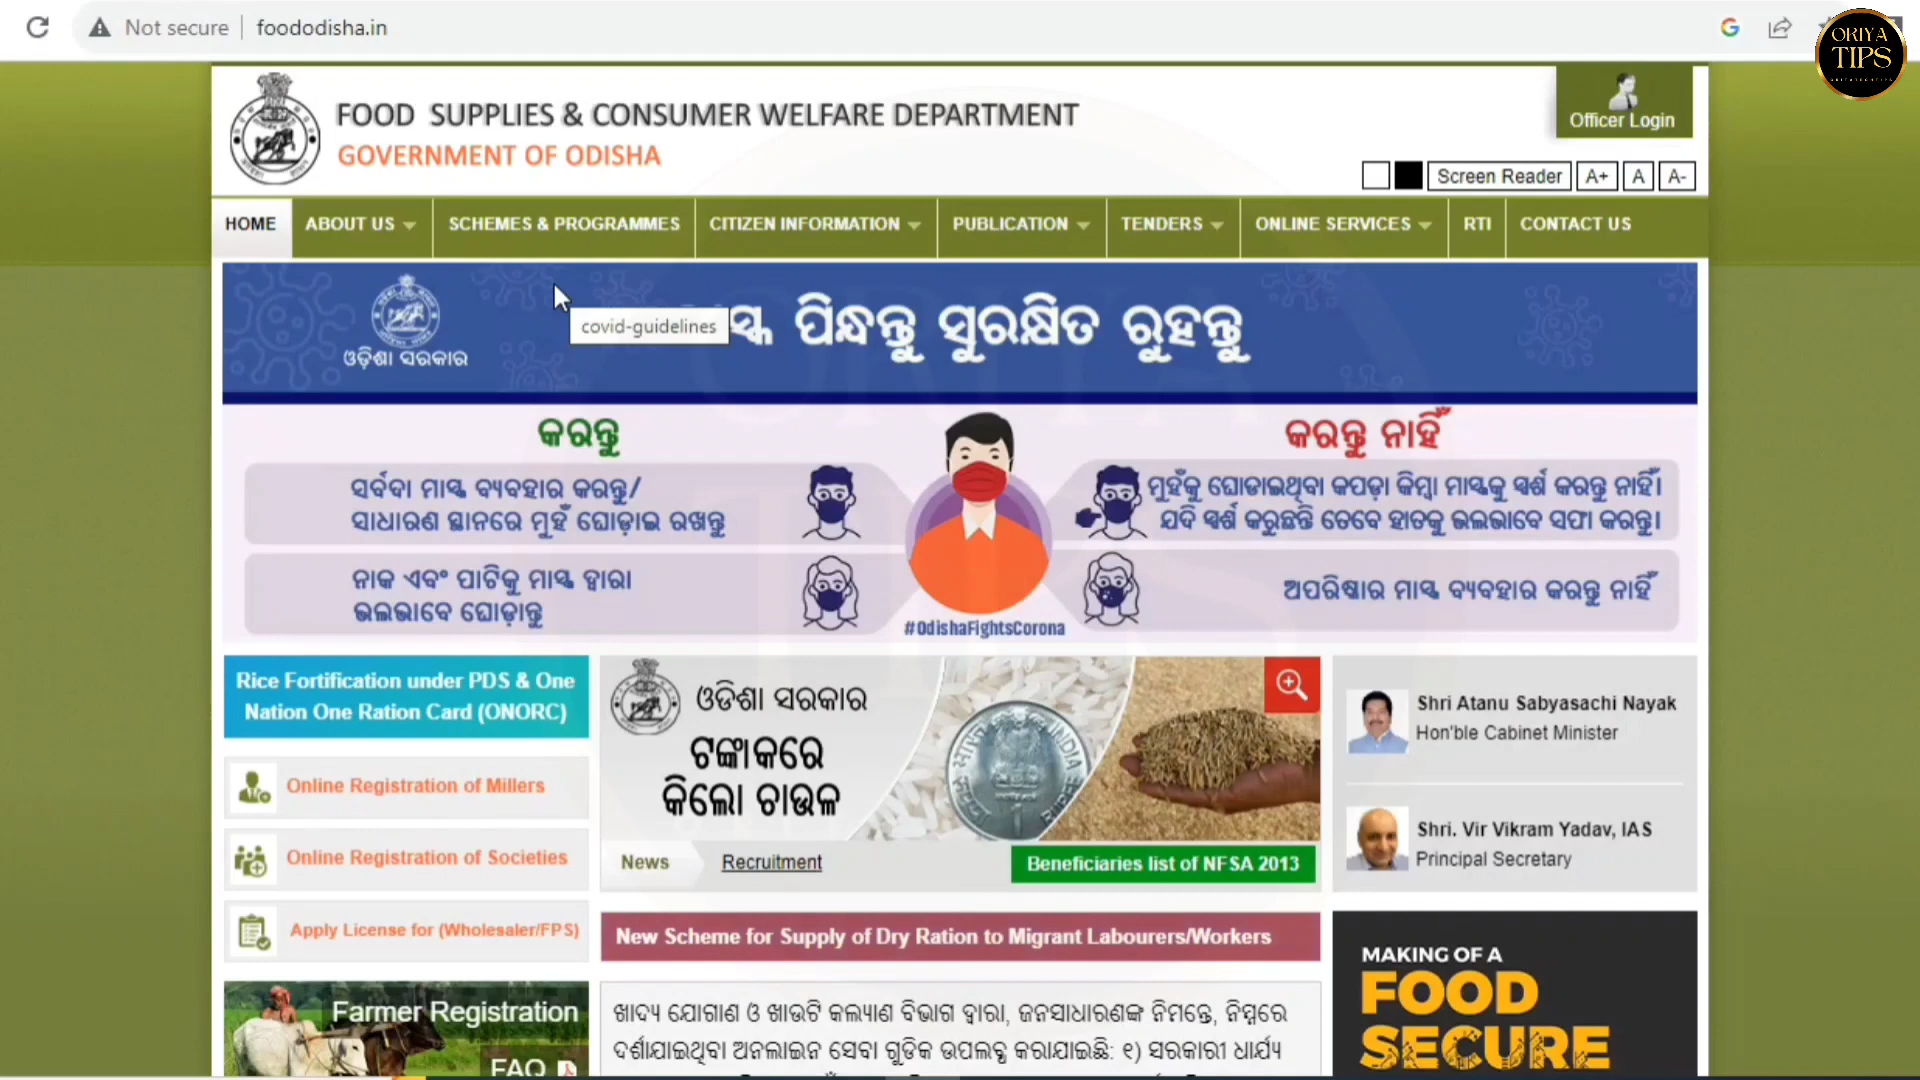 Not secure
foododisha.in
ORIYA
TIPS
FOOD SUPPLIES & CONSUMER WELFARE DEPARTMENT
GOVERNMENT OF ODISHA
Officer Login
Screen Reader
A+
A
A-
HOME
ABOUT US
SCHEMES & PROGRAMMES
CITIZEN INFORMATION
PUBLICATION
TENDERS
ONLINE SERVICES
RTI
CONTACT US
ଓଡ଼ିଶା ସରକାର
covid-guidelines
ପିନ୍ଧନ୍ତୁ ସୁରକ୍ଷିତ ରୁହନ୍ତୁ
କରନ୍ତୁ
ସର୍ବଦା ମାସ୍କ ବ୍ୟବହାର କରନ୍ତୁ/
ସାଧାରଣ ସ୍ଥାନରେ ମୁହଁ ଘୋଡ଼ାଇ ରଖନ୍ତୁ
ନାକ ଏବଂ ପାଟିକୁ ମାସ୍କ ଦ୍ୱାରା
ଭଲଭାବେ ଘୋଡ଼ାନ୍ତୁ
#OdishaFightsCorona
କରନ୍ତୁ ନାହିଁ
ମୁହଁକୁ ଘୋଡାଇଥିବା କପଡ଼ା କିମ୍ବା ମାସ୍କକୁ ସ୍ପର୍ଶ କରନ୍ତୁ ନାହିଁ।
ଯଦି ସ୍ପର୍ଶ କରୁଛନ୍ତି ତେବେ ହାତକୁ ଭଲଭାବେ ସଫା କରନ୍ତୁ।
ଅପରିଷ୍କାର ମାସ୍କ ବ୍ୟବହାର କରନ୍ତୁ ନାହିଁ
Rice Fortification under PDS & One
Nation One Ration Card (ONORC)
Online Registration of Millers
Online Registration of Societies
Apply License for (Wholesaler/FPS)
Farmer Registration
FAQ
ଓଡିଶା ସରକାର
ଟଙ୍କାକରେ
କିଲୋ ଚାଉଳ
News
Recruitment
Beneficiaries list of NFSA 2013
New Scheme for Supply of Dry Ration to Migrant Labourers/Workers
ଖାଦ୍ୟ ଯୋଗାଣ ଓ ଖାଉଟି କଲ୍ୟାଣ ବିଭାଗ ଦ୍ୱାରା, ଜନସାଧାରଣଙ୍କ ନିମନ୍ତେ, ନିମ୍ନରେ
ଦର୍ଶାଯାଇଥିବା ଅନଲାଇନ ସେବା ଗୁଡିକ ଉପଲବ୍ଧ କରାଯାଇଛି: ୧) ସରକାରୀ ଧାର୍ଯ୍ୟ
Shri Atanu Sabyasachi Nayak
Hon'ble Cabinet Minister
Shri. Vir Vikram Yadav, IAS
Principal Secretary
MAKING OF A
FOOD
SECURE